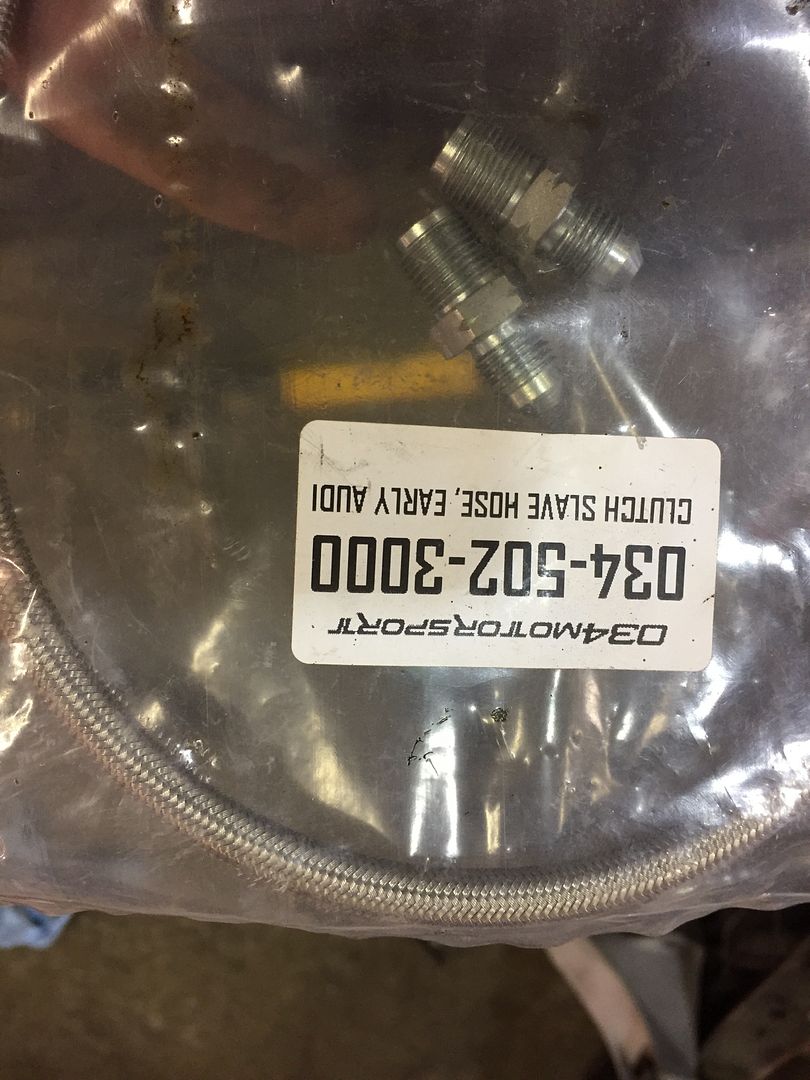 034MOTORSPORT
034-502-3000
CLUTCH SLAVE HOSE, EARLY AUDI